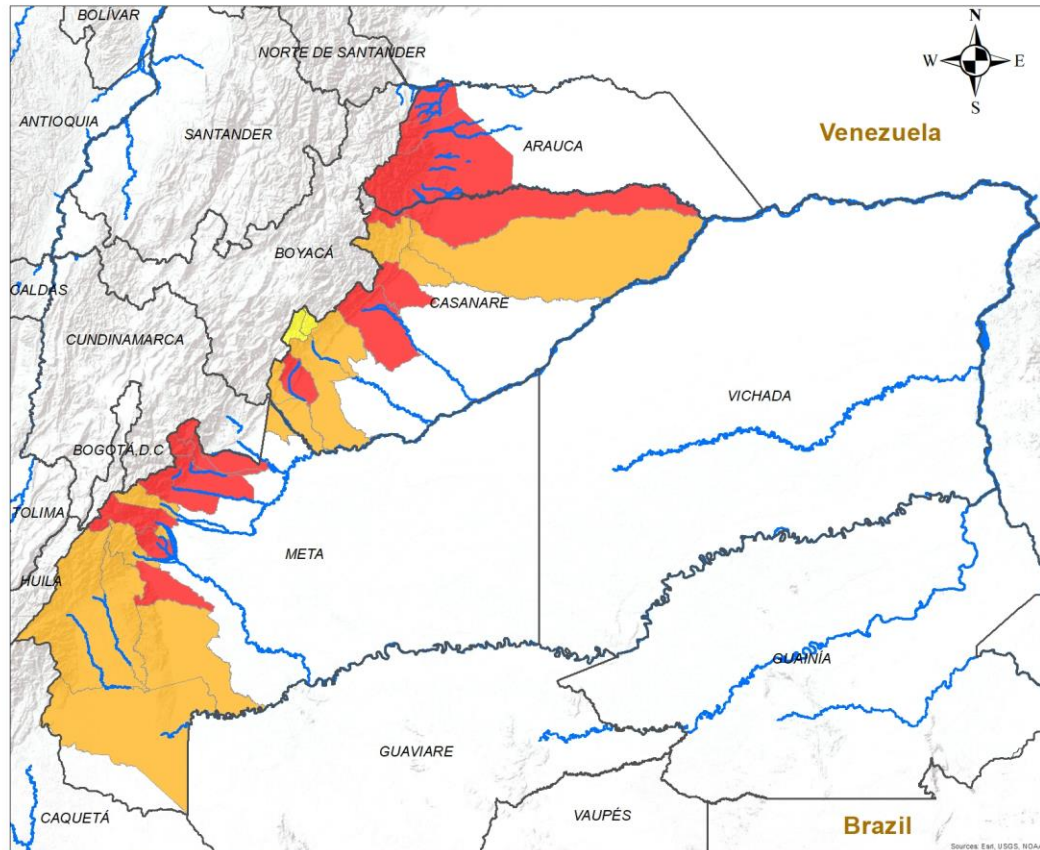 BOLÍVAR
NORTE DE SANTANDER
N
W
E
S
ANTIOQUIA
SANTANDER
ARAUCA
Venezuela
BOYACÁ
CALDAS
CASANARE
CUNDINAMARCA
VICHADA
BOGOTÁ,D.C
TOLIMA
META
HUILA
GUAINÍA
GUAVIARE
CAQUETÁ
VAUPÉS
Brazil
Sources: Esri, USGS, NOAA